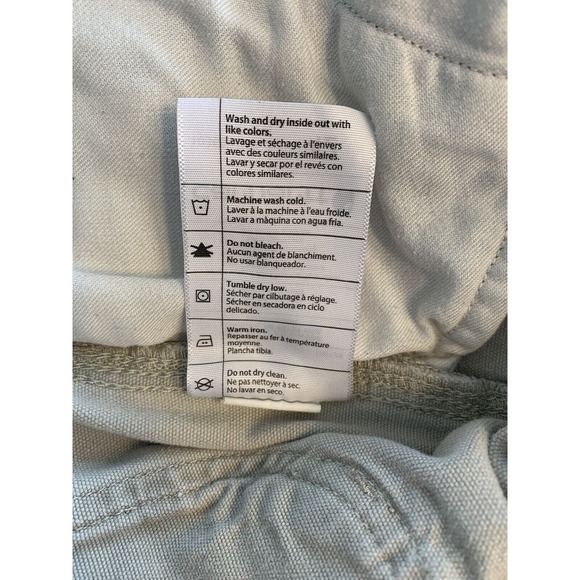 Wash and dry inside out with
like colors.
Lavage et séchage à l'envers
avec des couleurs similaires.
Lavar y secar por el revés con
colores similares.
Machine wash cold.
Laver à la machine à l'eau froide.
Lavar a màquina con agua fria.
Do not bleach.
Aucun agent de blanchiment.
No usar blanqueador.
Tumble dry low.
Sécher par cilbutage à réglage.
Sécher en secadora en ciclo
delicado.
Warm iron.
Repasser au fer à température
moyenne.
Plancha tibia.
Do not dry clean.
Ne pas nettoyer à sec.
No lavar en seco.